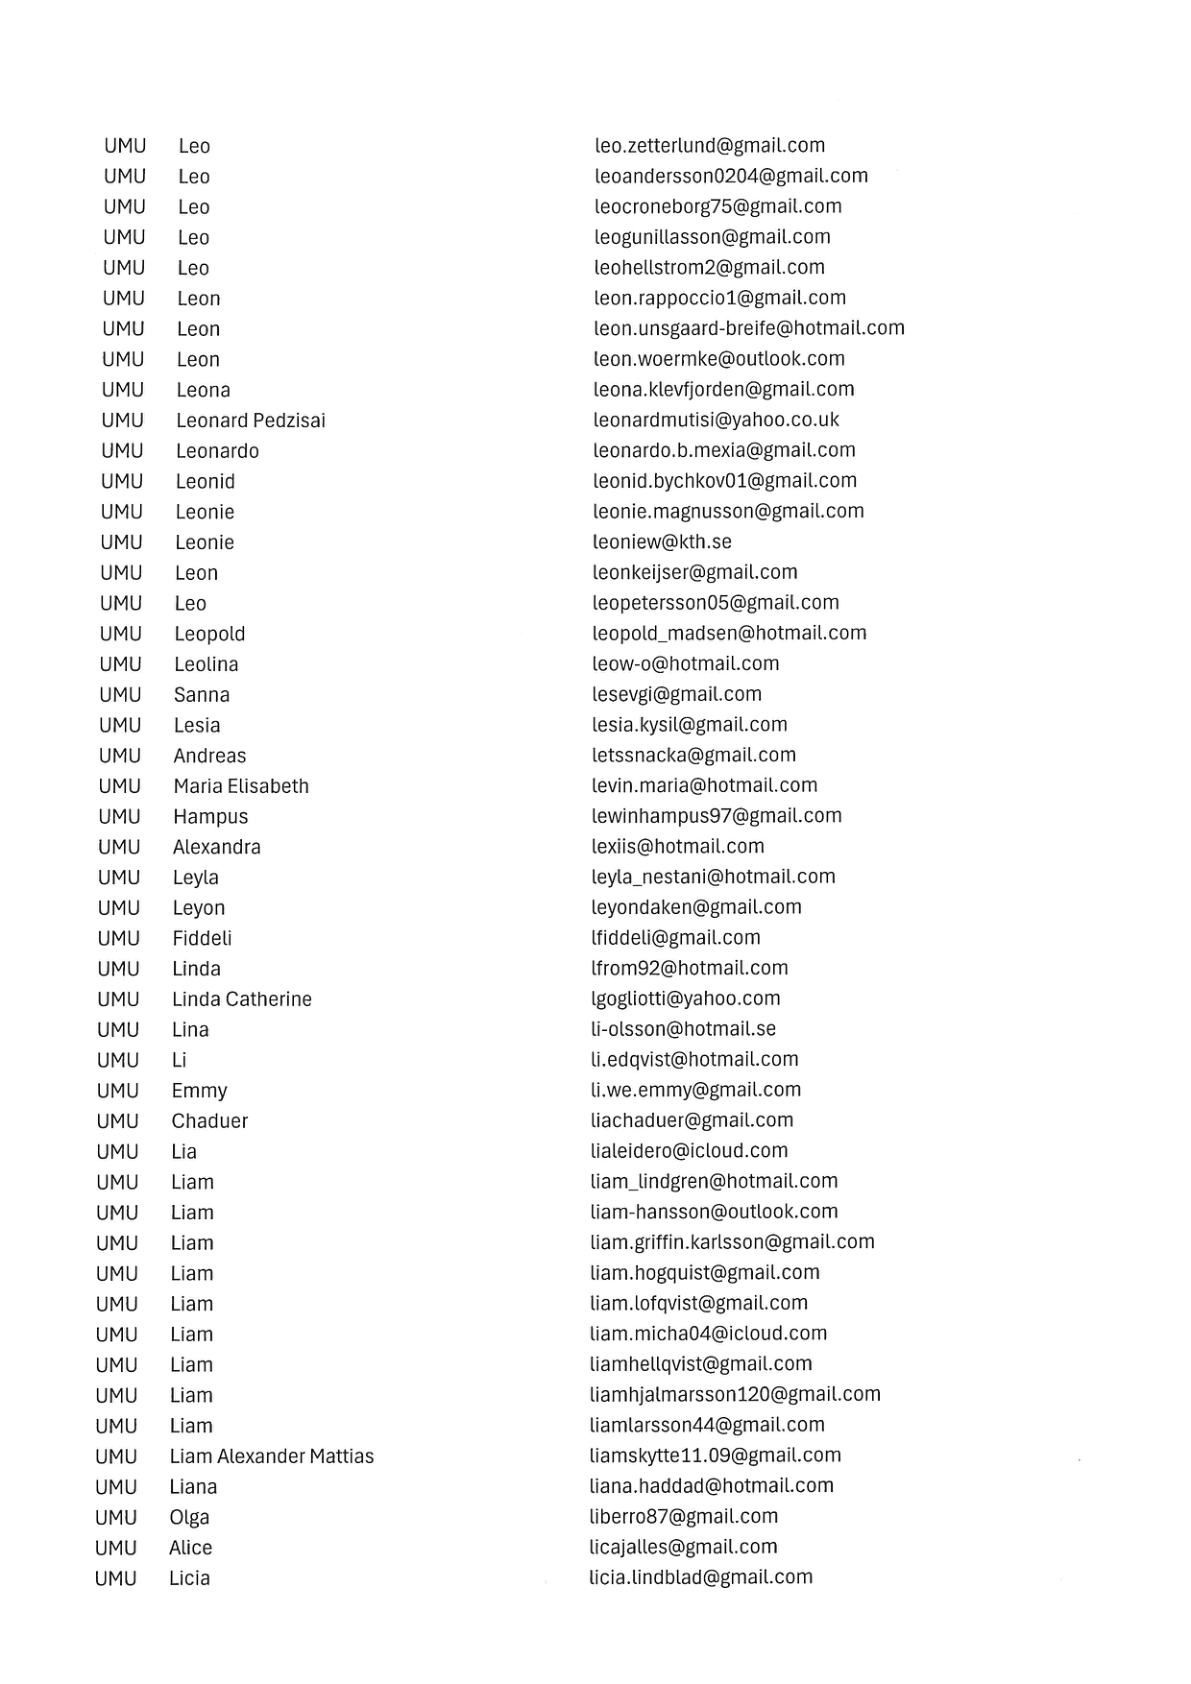 UMU Leo leo.zetterlund@gmail.com
UMU Leo leoandersson0204@gmail.com
UMU Leo leocroneborg75@gmail.com
UMU Leo leogunillasson@gmail.com
UMU Leo leohellstrom2@gmail.com
UMU Leon leon.rappoccio1@gmail.com
UMU Leon leon.unsgaard-breife@hotmail.com
UMU Leon leon.woermke@outlook.com
UMU Leona leona.klevfjorden@gmail.com
UMU Leonard Pedzisai leonardmutisi@yahoo.co.uk
UMU Leonardo leonardo.b.mexia@gmail.com
UMU Leonid leonid.bychkov01@gmail.com
UMU Leonie leonie.magnusson@gmail.com
UMU Leonie leoniew@kth.se
UMU Leon leonkeijser@gmail.com
UMU Leo leopetersson05@gmail.com
UMU Leopold leopold_madsen@hotmail.com
UMU Leolina leow-o@hotmail.com
UMU Sanna lesevgi@gmail.com
UMU Lesia lesia.kysil@gmail.com
UMU Andreas letssnacka@gmail.com
UMU Maria Elisabeth levin.maria@hotmail.com
UMU Hampus lewinhampus97@gmail.com
UMU Alexandra lexiis@hotmail.com
UMU Leyla leyla_nestani@hotmail.com
UMU Leyon leyondaken@gmail.com
UMU Fiddeli lfiddeli@gmail.com
UMU Linda lfrom92@hotmail.com
UMU Linda Catherine lgogliotti@yahoo.com
UMU Lina li-olsson@hotmail.se
UMU Li li.edqvist@hotmail.com
UMU Emmy li.we.emmy@gmail.com
UMU Chaduer liachaduer@gmail.com
UMU Lia lialeidero@icloud.com
UMU Liam liam_lindgren@hotmail.com
UMU Liam liam-hansson@outlook.com
UMU Liam liam.griffin.karlsson@gmail.com
UMU Liam liam.hogquist@gmail.com
UMU Liam liam.lofqvist@gmail.com
UMU Liam liam.micha04@icloud.com
UMU Liam liamhellqvist@gmail.com
UMU Liam liamhjalmarsson120@gmail.com
UMU Liam liamlarsson44@gmail.com
UMU Liam Alexander Mattias liamskytte11.09@gmail.com
UMU Liana liana.haddad@hotmail.com
UMU Olga liberro87@gmail.com
UMU Alice licajalles@gmail.com
UMU Licia licia.lindblad@gmail.com